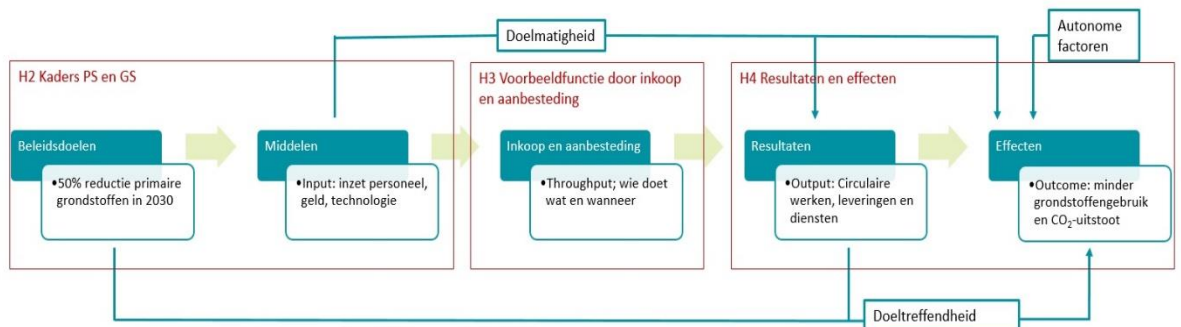 Doelmatigheid
Autonome
factoren
H2 Kaders PS en GS
H3 Voorbeeldfunctie door inkoop
en aanbesteding
H4 Resultaten en effecten
Beleidsdoelen
•50% reductie primaire
grondstoffen in 2030
Middelen
•Input: inzet personeel,
geld, technologie
Inkoop en aanbesteding
•Throughput; wie doet
wat en wanneer
Resultaten
•Output: Circulaire
werken, leveringen en
diensten
Effecten
•Outcome: minder
grondstoffengebruik
en CO₂-uitstoot
Doeltreffendheid